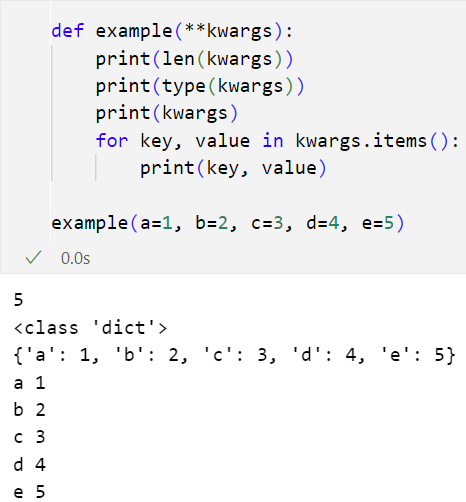 def example(**kwargs):
    print(len(kwargs))
    print(type(kwargs))
    print(kwargs)
    for key, value in kwargs.items():
        print(key, value)
example(a=1, b=2, c=3, d=4, e=5)
✓ 0.0s
5
<class 'dict'>
{'a': 1, 'b': 2, 'c': 3, 'd': 4, 'e': 5}
a 1
b 2
c 3
d 4
e 5